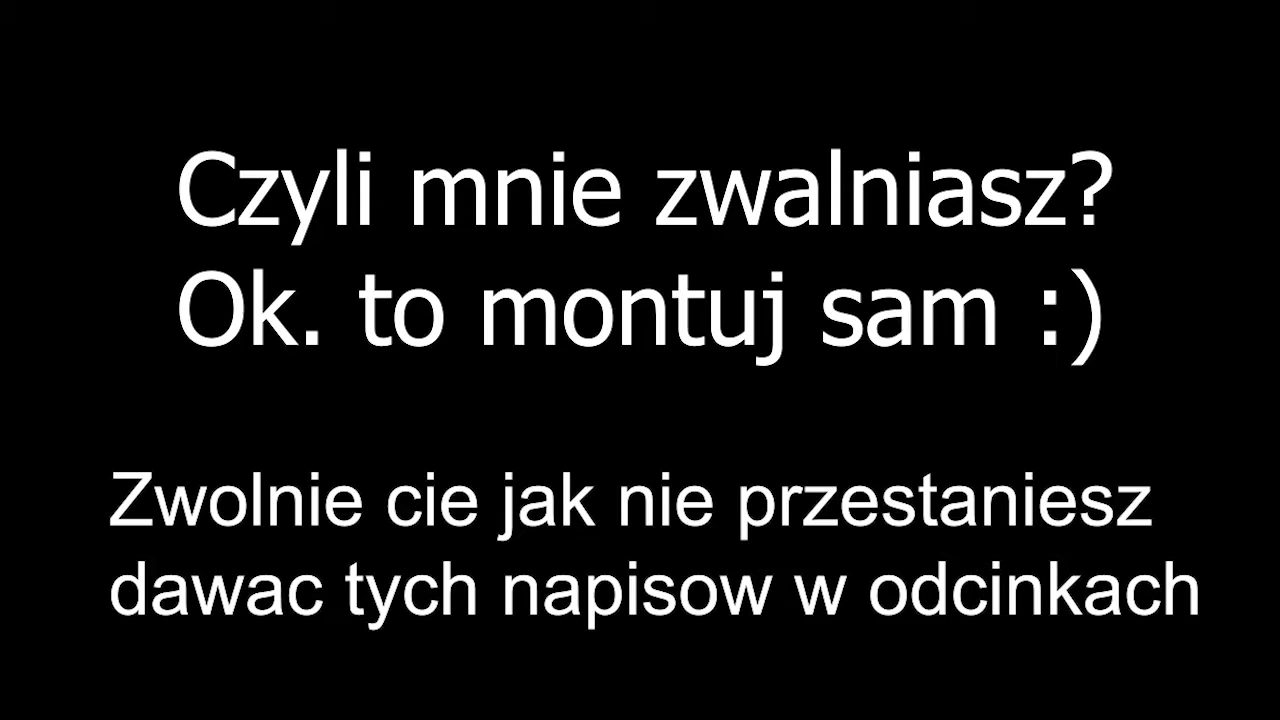 Czyli mnie zwalniasz?
Ok. to montuj sam :)
Zwolnie cie jak nie przestaniesz
dawac tych napisow w odcinkach